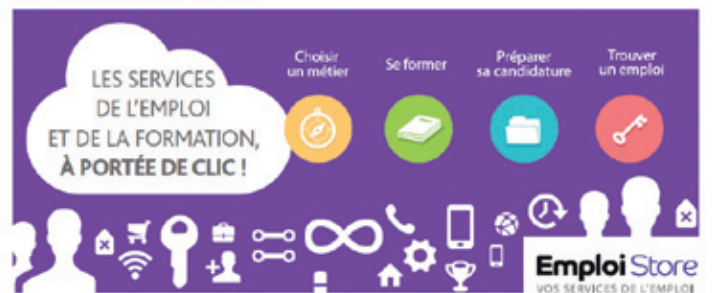 LES SERVICES
DE L'EMPLOI
ET DE LA FORMATION,
À PORTÉE DE CLIC !
Choisir
un métier
Se former
Préparer
sa candidature
Trouver
un emploi
Emploi Store
VOS SERVICES DE L'EMPLOI